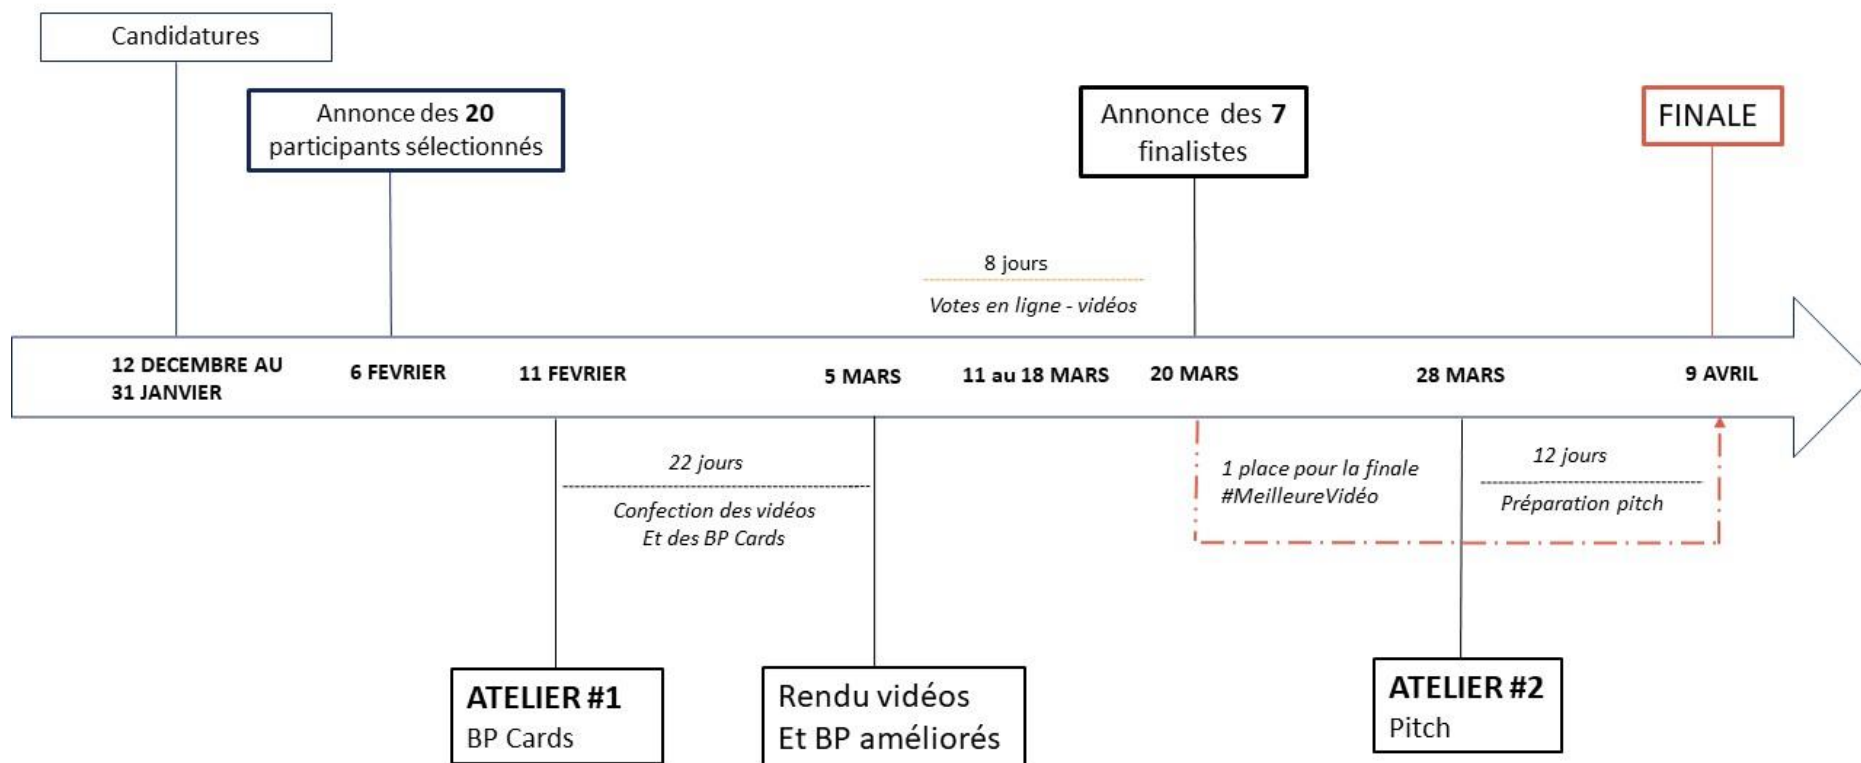 Candidatures
Annonce des 20
participants sélectionnés
Annonce des 7
finalistes
FINALE
8 jours
Votes en ligne - vidéos
12 DECEMBRE AU
31 JANVIER
6 FEVRIER
11 FEVRIER
5 MARS
11 au 18 MARS
20 MARS
28 MARS
9 AVRIL
22 jours
Confection des vidéos
Et des BP Cards
1 place pour la finale
#MeilleureVidéo
12 jours
Préparation pitch
ATELIER #1
BP Cards
Rendu vidéos
Et BP améliorés
ATELIER #2
Pitch